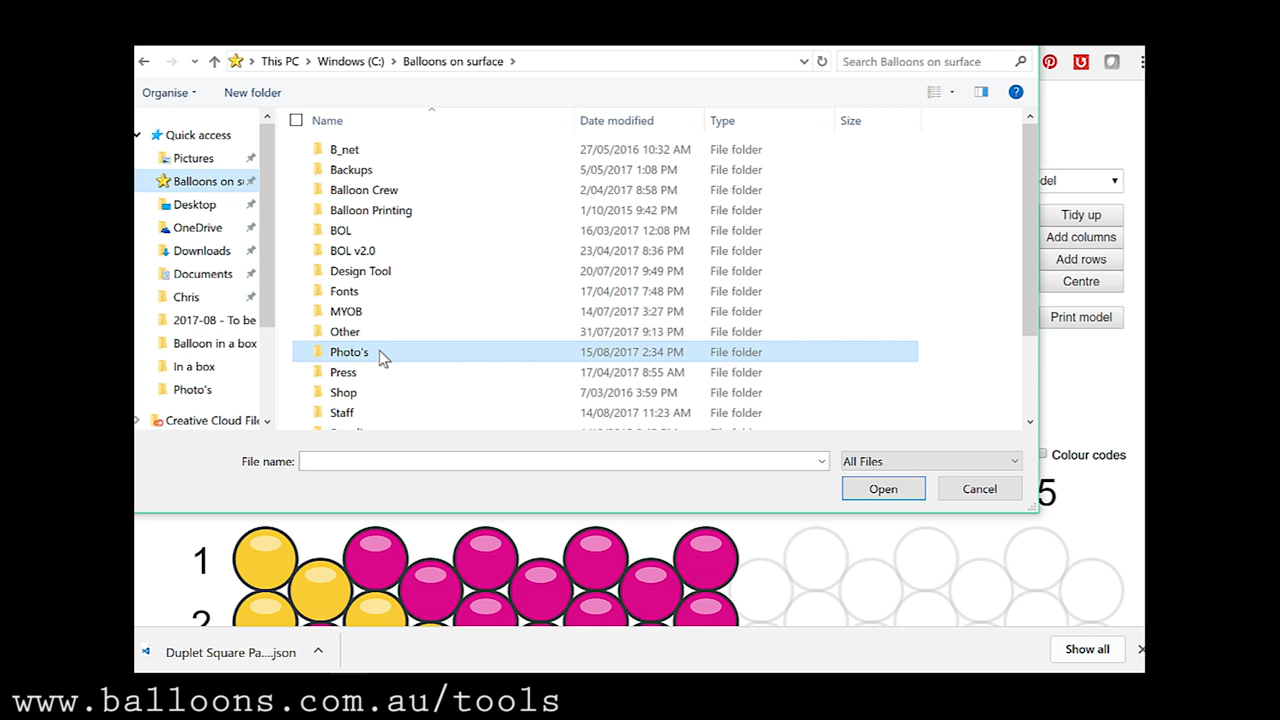 This PC > Windows (C:) > Balloons on surface >
Search Balloons on surface
Organise
New folder
?
Name
Date modified
Type
Size
Quick access
Pictures
Balloons on su
Desktop
OneDrive
Downloads
Documents
Chris
2017-08 - To be
Balloon in a box
In a box
Photo's
Creative Cloud File
B_net 27/05/2016 10:32 AM File folder
Backups 5/05/2017 1:08 PM File folder
Balloon Crew 2/04/2017 8:58 PM File folder
Balloon Printing 1/10/2015 9:42 PM File folder
BOL 16/03/2017 12:08 PM File folder
BOL v2.0 23/04/2017 8:36 PM File folder
Design Tool 20/07/2017 9:49 PM File folder
Fonts 17/04/2017 7:48 PM File folder
MYOB 14/07/2017 3:27 PM File folder
Other 31/07/2017 9:13 PM File folder
Photo's 15/08/2017 2:34 PM File folder
Press 17/04/2017 8:55 AM File folder
Shop 7/03/2016 3:59 PM File folder
Staff 14/08/2017 11:23 AM File folder
File name:
All Files
Open
Cancel
del
Tidy up
Add columns
Add rows
Centre
Print model
Colour codes
5
1
2
Duplet Square Pa....json
Show all
www.balloons.com.au/tools